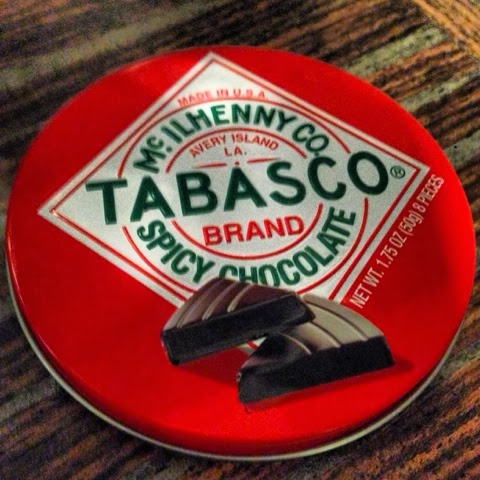 MADE IN U.S.A.
McILHENNY CO.
AVERY ISLAND
LA.
TABASCO®
BRAND
SPICY CHOCOLATE
NET WT. 1.75 OZ (50g) 8 PIECES